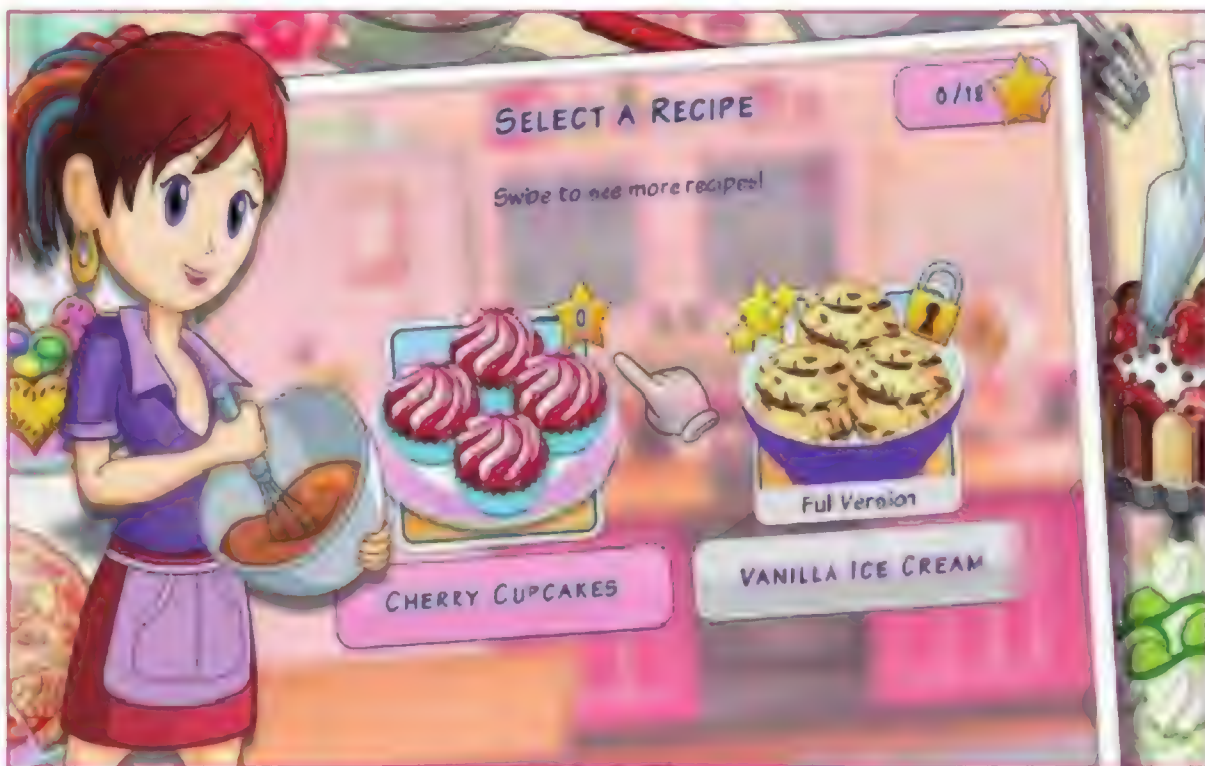 SELECT A RECIPE
0/18
Swipe to see more recipes!
0
Full Version
CHERRY CUPCAKES
VANILLA ICE CREAM